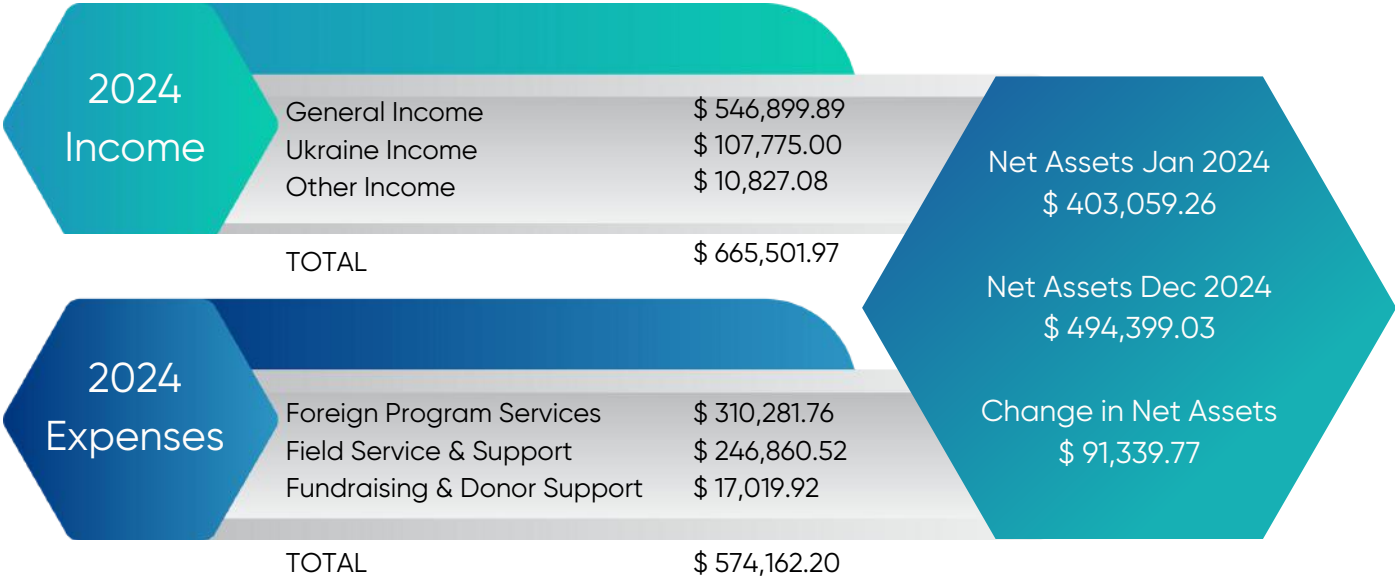 2024
Income
General Income $ 546,899.89
Ukraine Income $ 107,775.00
Other Income $ 10,827.08
TOTAL $ 665,501.97
2024
Expenses
Foreign Program Services $ 310,281.76
Field Service & Support $ 246,860.52
Fundraising & Donor Support $ 17,019.92
TOTAL $ 574,162.20
Net Assets Jan 2024
$ 403,059.26
Net Assets Dec 2024
$ 494,399.03
Change in Net Assets
$ 91,339.77